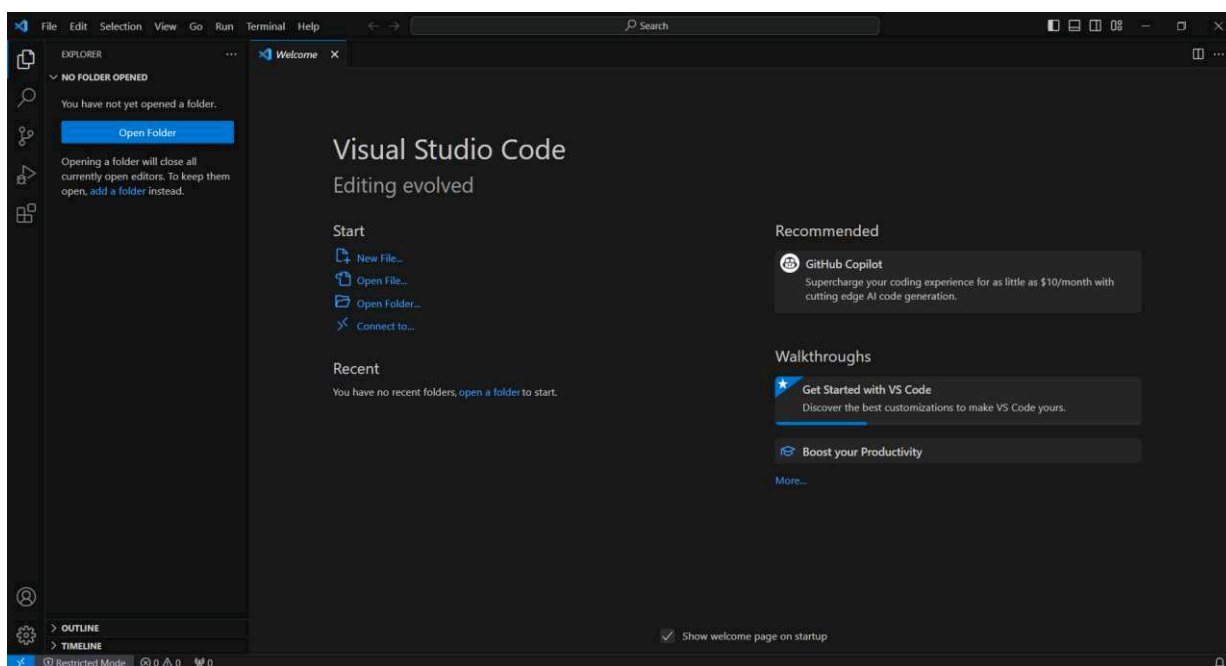 File Edit Selection View Go Run Terminal Help
Search
EXPLORER
Welcome
NO FOLDER OPENED
You have not yet opened a folder.
Open Folder
Opening a folder will close all
currently open editors. To keep them
open, add a folder instead.
Visual Studio Code
Editing evolved
Start
New File...
Open File...
Open Folder...
Connect to...
Recent
You have no recent folders, open a folder to start.
Recommended
GitHub Copilot
Supercharge your coding experience for as little as $10/month with
cutting edge AI code generation.
Walkthroughs
Get Started with VS Code
Discover the best customizations to make VS Code yours.
Boost your Productivity
More...
Show welcome page on startup
OUTLINE
TIMELINE
Restricted Mode 0 0 0